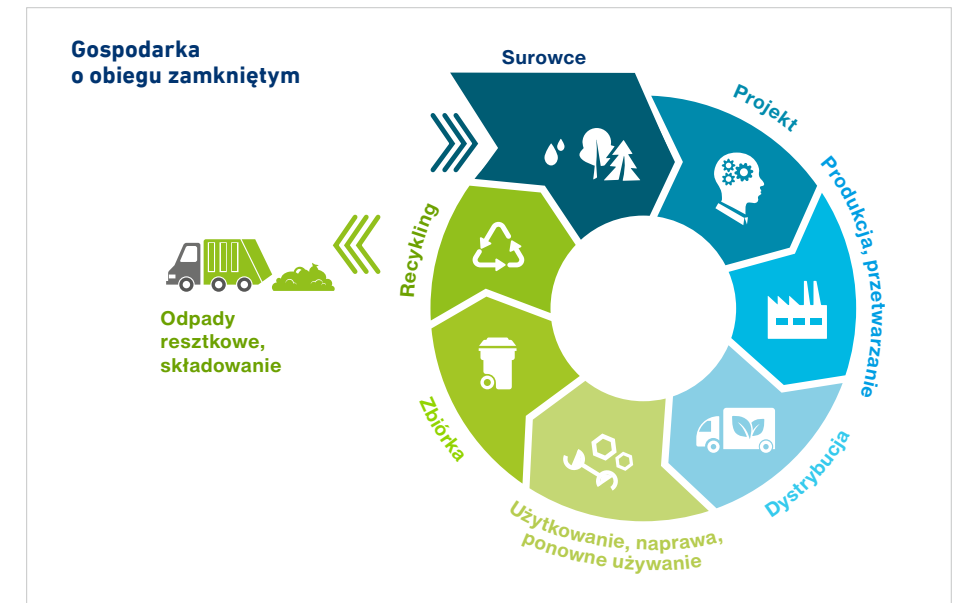 Gospodarka
o obiegu zamkniętym
Surowce
Projekt
Produkcja, przetwarzanie
Dystrybucja
Użytkowanie, naprawa,
ponowne używanie
Zbiórka
Recykling
Odpady
resztkowe,
składowanie